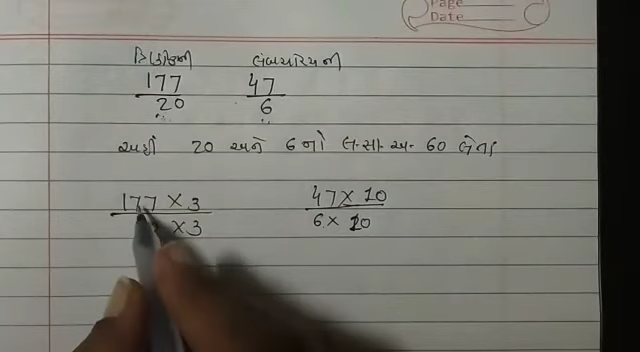 Page
Date
ત્રિકોણની લંબચોરસની
177/20 47/6
અહીં 20 અને 6 નો લ.સા.અ. 60 લેતા
177 × 3 / × 3 47 × 10 / 6 × 10